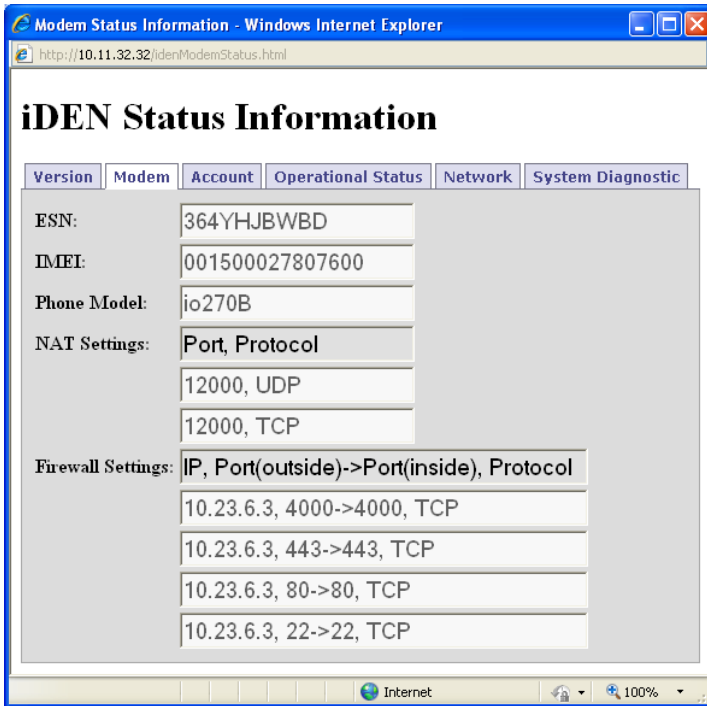 Modem Status Information - Windows Internet Explorer
http://10.11.32.32/idenModemStatus.html
iDEN Status Information
Version Modem Account Operational Status Network System Diagnostic
ESN: 364YHJBWBD
IMEI: 001500027807600
Phone Model: io270B
NAT Settings: Port, Protocol
12000, UDP
12000, TCP
Firewall Settings: IP, Port(outside)->Port(inside), Protocol
10.23.6.3, 4000->4000, TCP
10.23.6.3, 443->443, TCP
10.23.6.3, 80->80, TCP
10.23.6.3, 22->22, TCP
Internet 100%